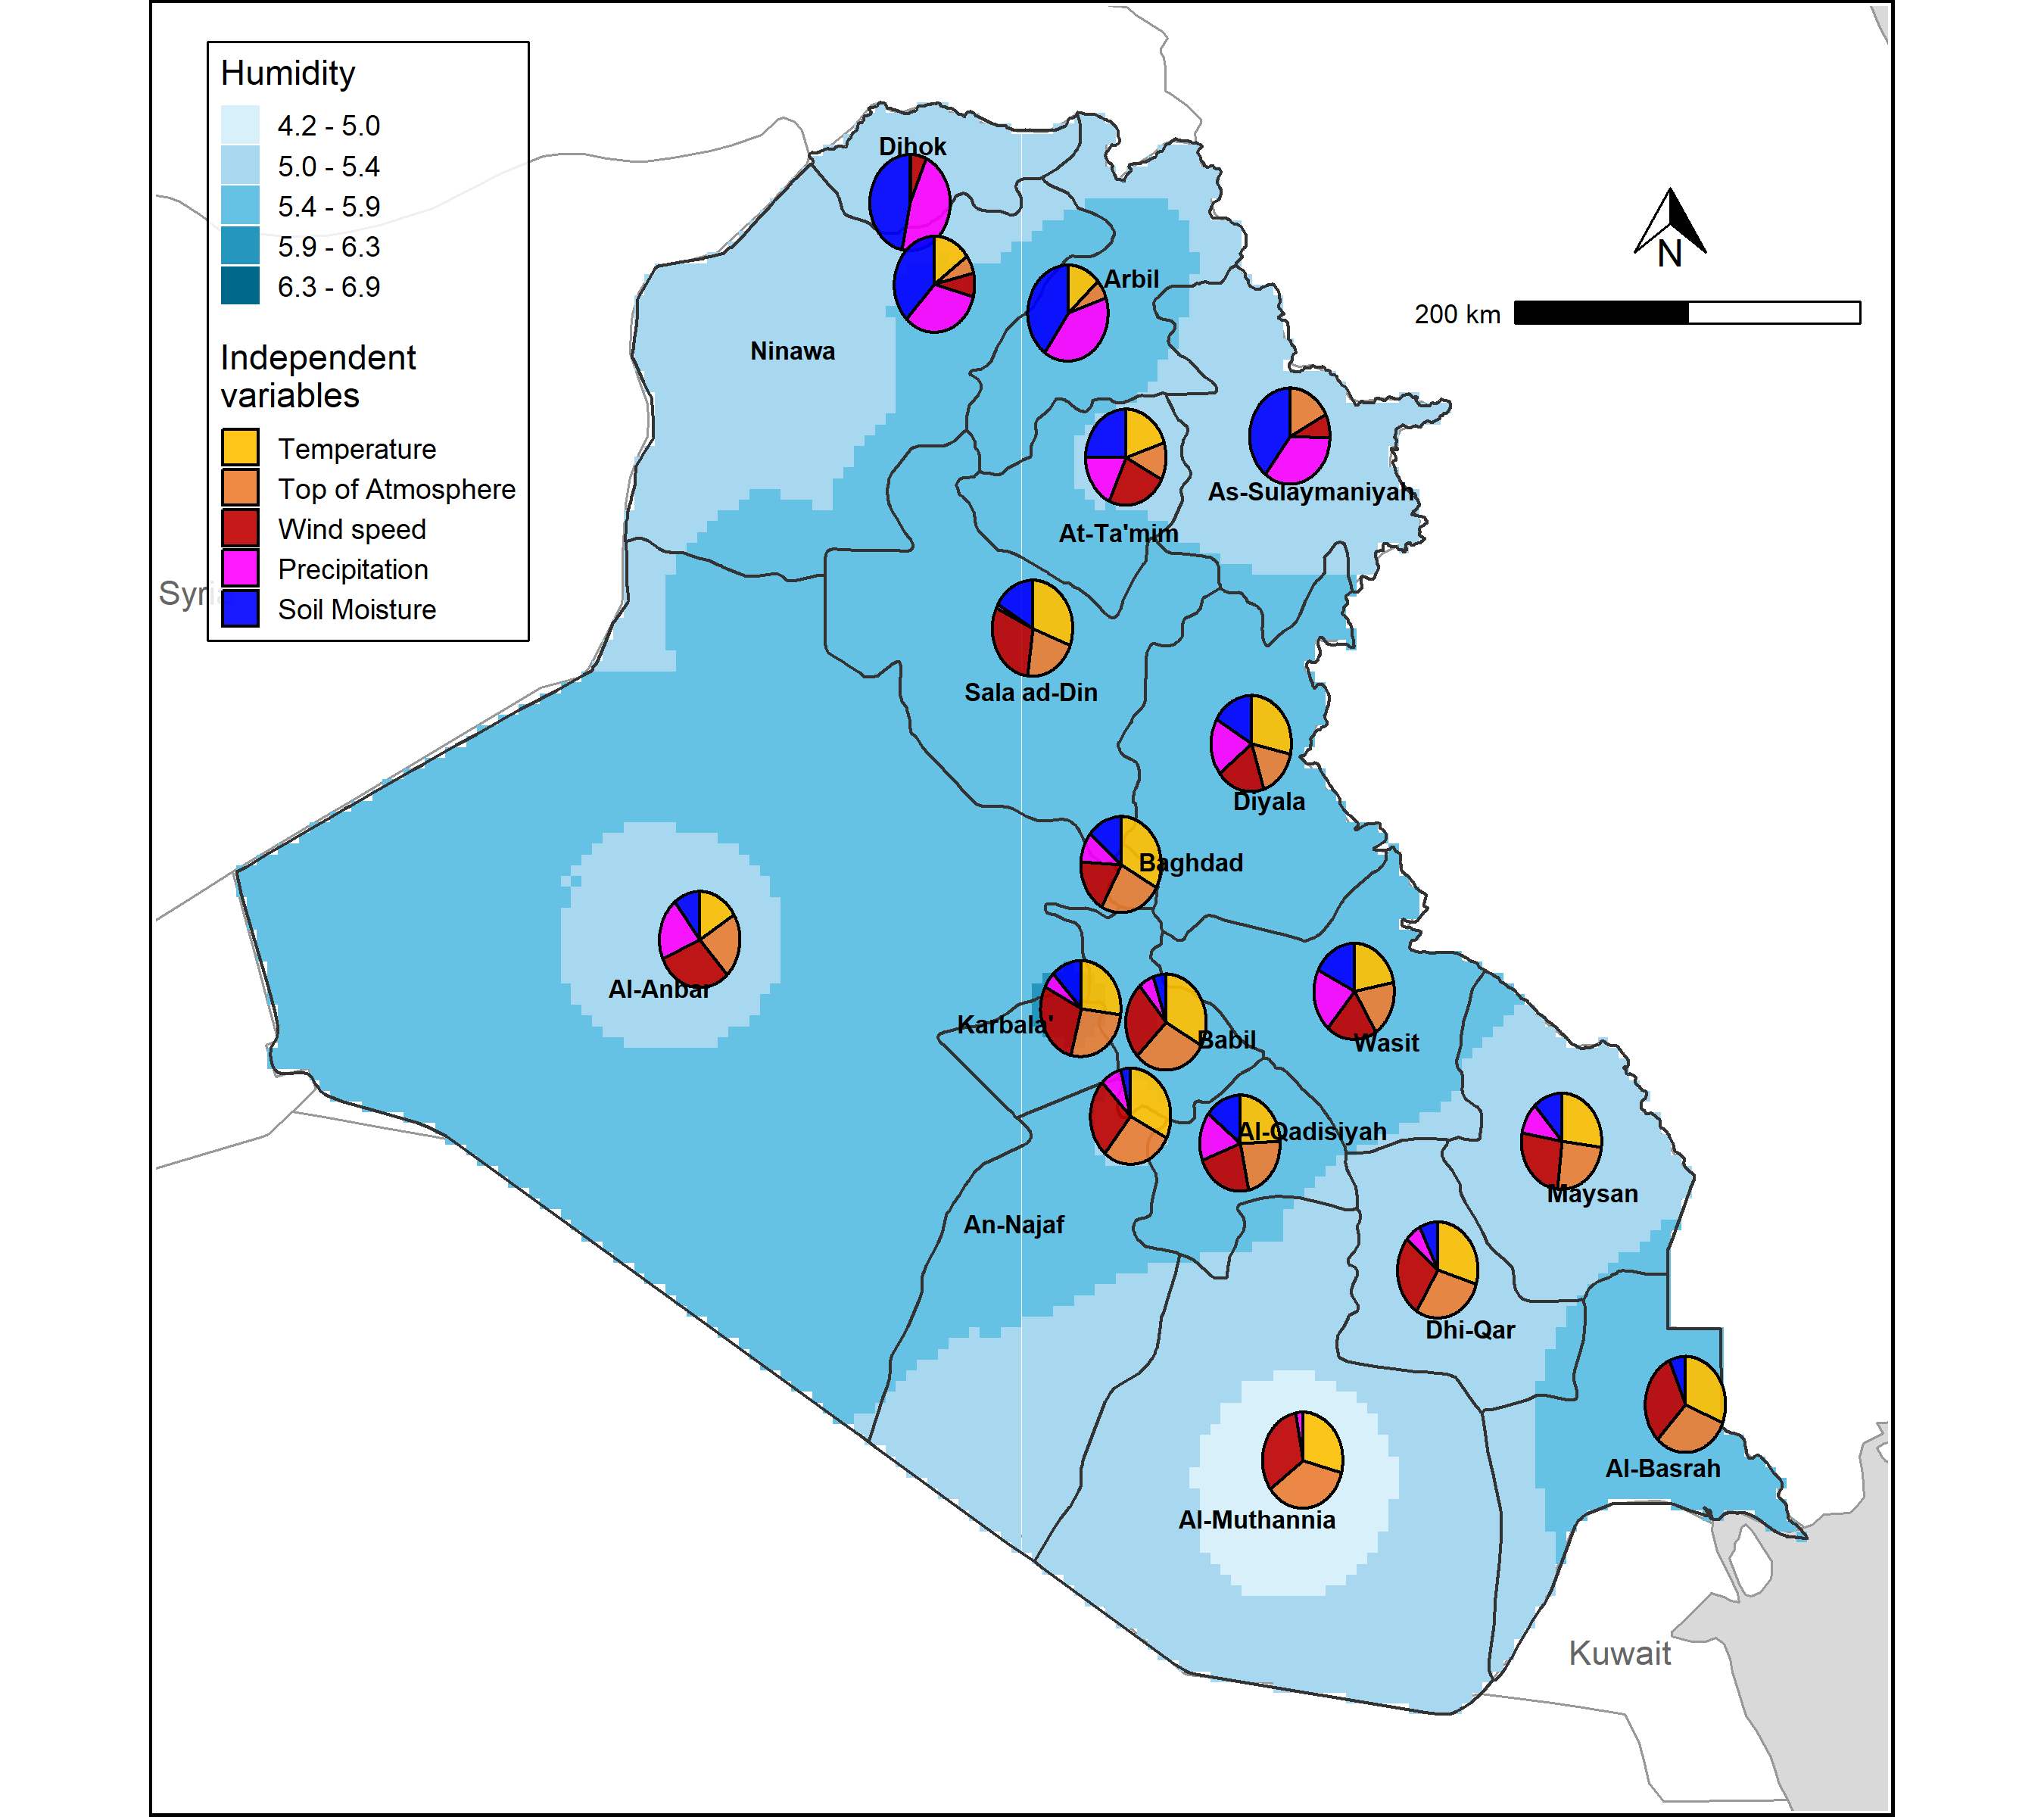 Humidity
4.2 - 5.0
5.0 - 5.4
5.4 - 5.9
5.9 - 6.3
6.3 - 6.9
Independent
variables
Temperature
Top of Atmosphere
Wind speed
Precipitation
Soil Moisture
N
200 km
Dihok
Arbil
Ninawa
As-Sulaymaniyah
At-Ta'mim
Syria
Sala ad-Din
Diyala
Baghdad
Al-Anbar
Karbala'
Babil
Wasit
Al-Qadisiyah
Maysan
An-Najaf
Dhi-Qar
Al-Basrah
Al-Muthannia
Kuwait